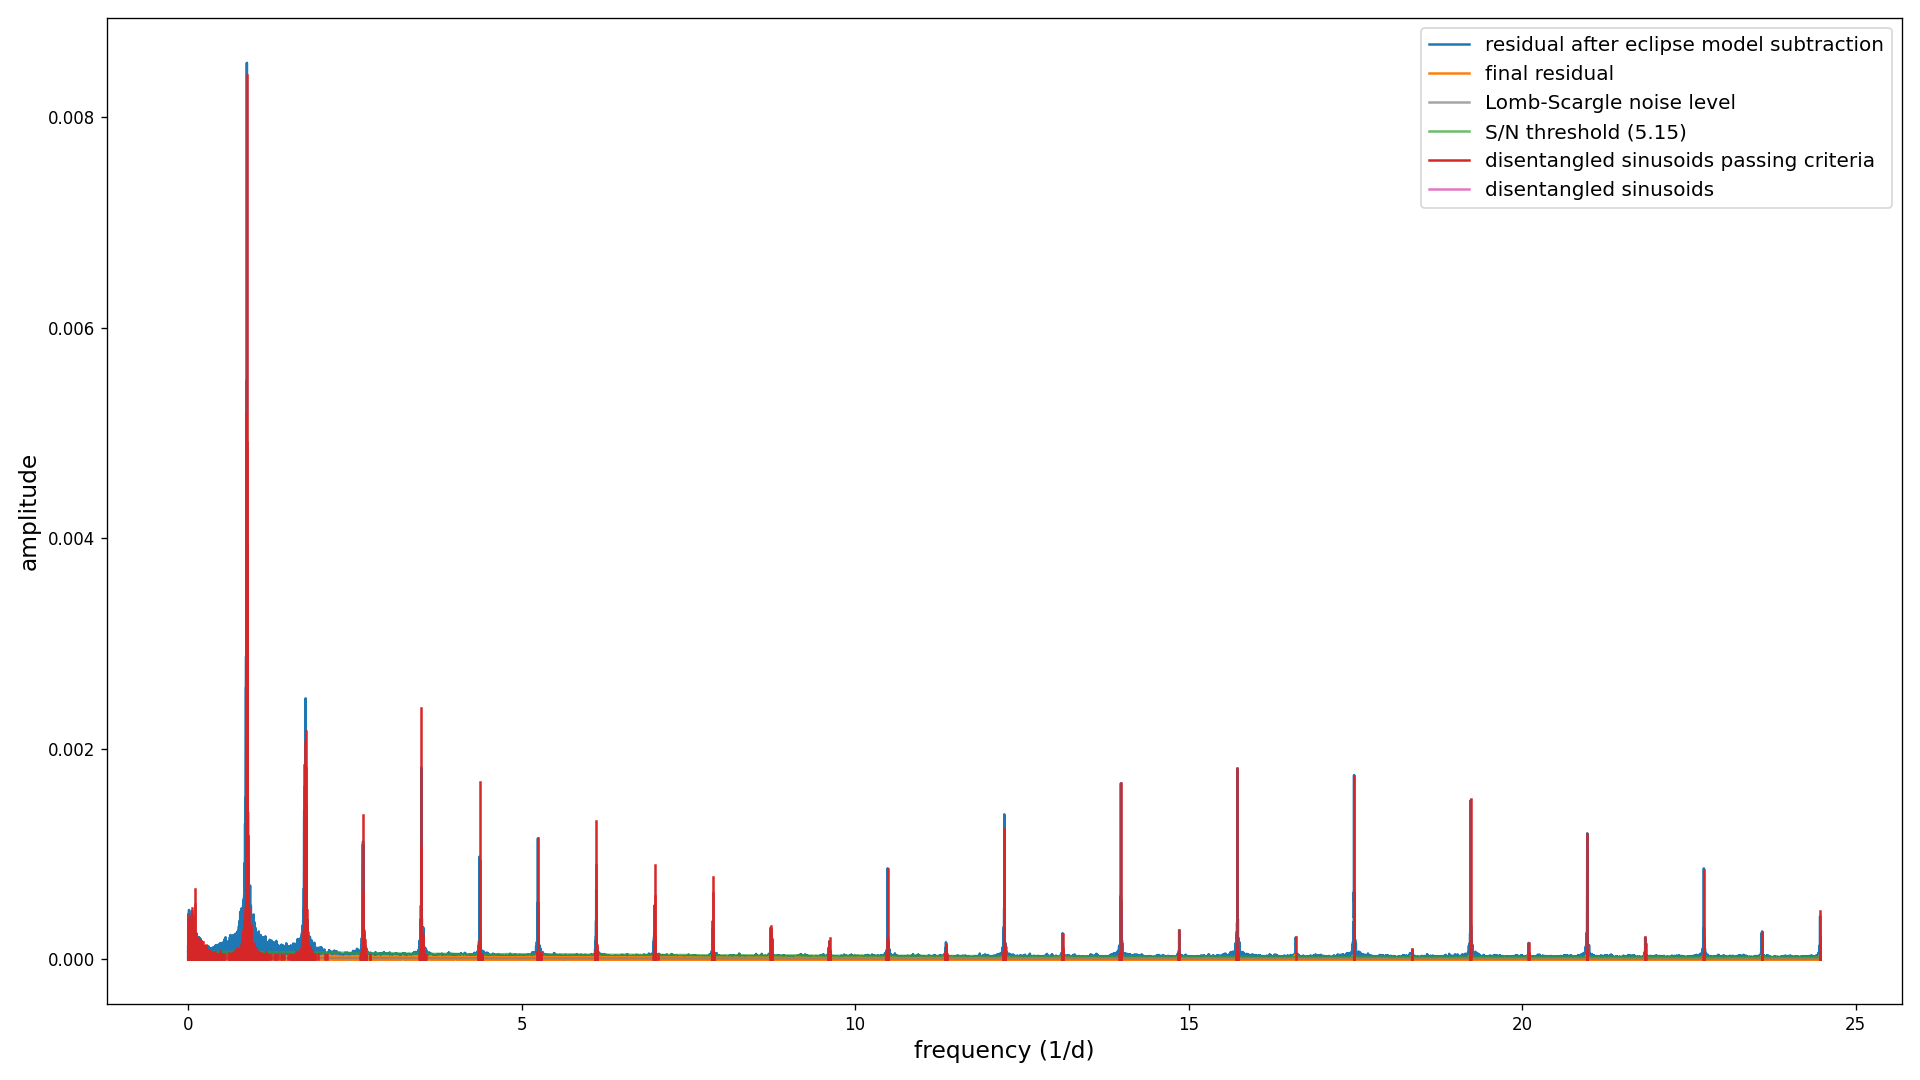 residual after eclipse model subtraction
final residual
Lomb-Scargle noise level
S/N threshold (5.15)
disentangled sinusoids passing criteria
disentangled sinusoids
0.008
0.006
0.004
0.002
0.000
amplitude
0 5 10 15 20 25
frequency (1/d)